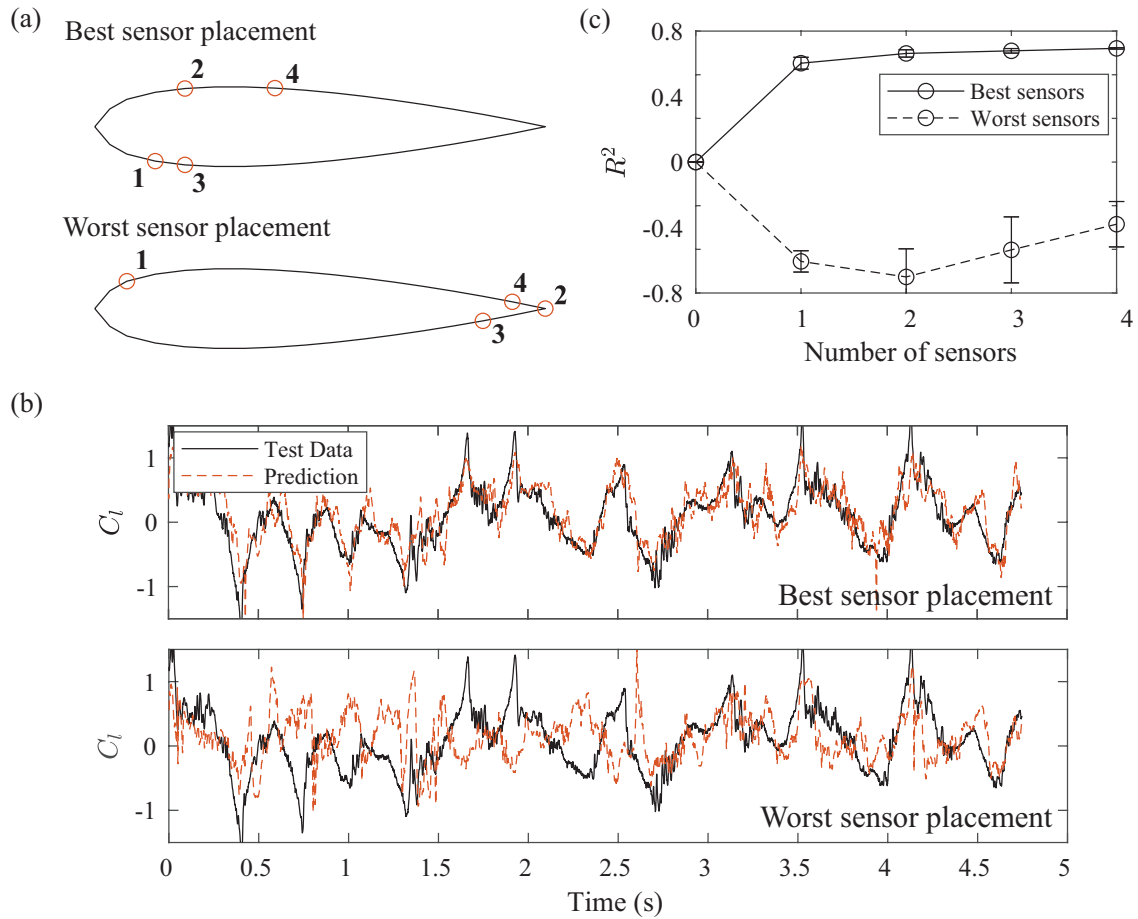 (a)
Best sensor placement
2
4
1
3
Worst sensor placement
1
4
2
3
(c)
0.8
0.4
0
-0.4
-0.8
R²
Best sensors
Worst sensors
0
1
2
3
4
Number of sensors
(b)
1
0
-1
C_l
Test Data
Prediction
Best sensor placement
1
0
-1
C_l
Worst sensor placement
0
0.5
1
1.5
2
2.5
3
3.5
4
4.5
5
Time (s)